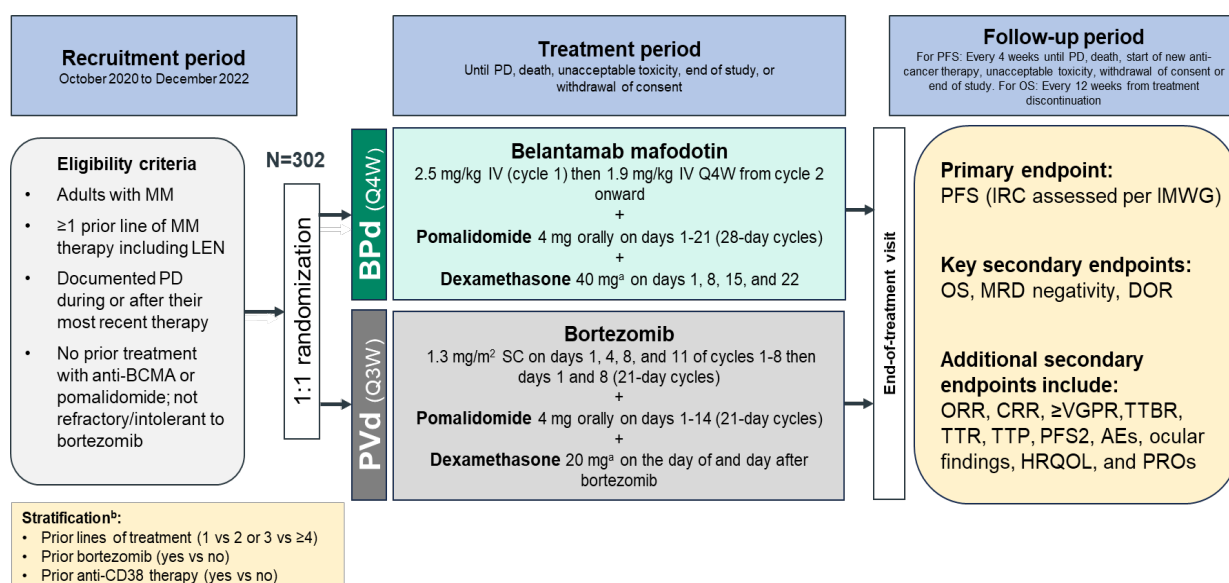 Recruitment period
October 2020 to December 2022
Treatment period
Until PD, death, unacceptable toxicity, end of study, or
withdrawal of consent
Follow-up period
For PFS: Every 4 weeks until PD, death, start of new anti-
cancer therapy, unacceptable toxicity, withdrawal of consent or
end of study. For OS: Every 12 weeks from treatment
discontinuation
Eligibility criteria
• Adults with MM
• ≥1 prior line of MM
therapy including LEN
• Documented PD
during or after their
most recent therapy
• No prior treatment
with anti-BCMA or
pomalidomide; not
refractory/intolerant to
bortezomib
N=302
1:1 randomization
BPd (Q4W)
Belantamab mafodotin
2.5 mg/kg IV (cycle 1) then 1.9 mg/kg IV Q4W from cycle 2
onward
+
Pomalidomide 4 mg orally on days 1-21 (28-day cycles)
+
Dexamethasone 40 mgᵃ on days 1, 8, 15, and 22
PVd (Q3W)
Bortezomib
1.3 mg/m² SC on days 1, 4, 8, and 11 of cycles 1-8 then
days 1 and 8 (21-day cycles)
+
Pomalidomide 4 mg orally on days 1-14 (21-day cycles)
+
Dexamethasone 20 mgᵃ on the day of and day after
bortezomib
End-of-treatment visit
Primary endpoint:
PFS (IRC assessed per IMWG)
Key secondary endpoints:
OS, MRD negativity, DOR
Additional secondary
endpoints include:
ORR, CRR, ≥VGPR,TTBR,
TTR, TTP, PFS2, AEs, ocular
findings, HRQOL, and PROs
Stratificationᵇ:
• Prior lines of treatment (1 vs 2 or 3 vs ≥4)
• Prior bortezomib (yes vs no)
• Prior anti-CD38 therapy (yes vs no)